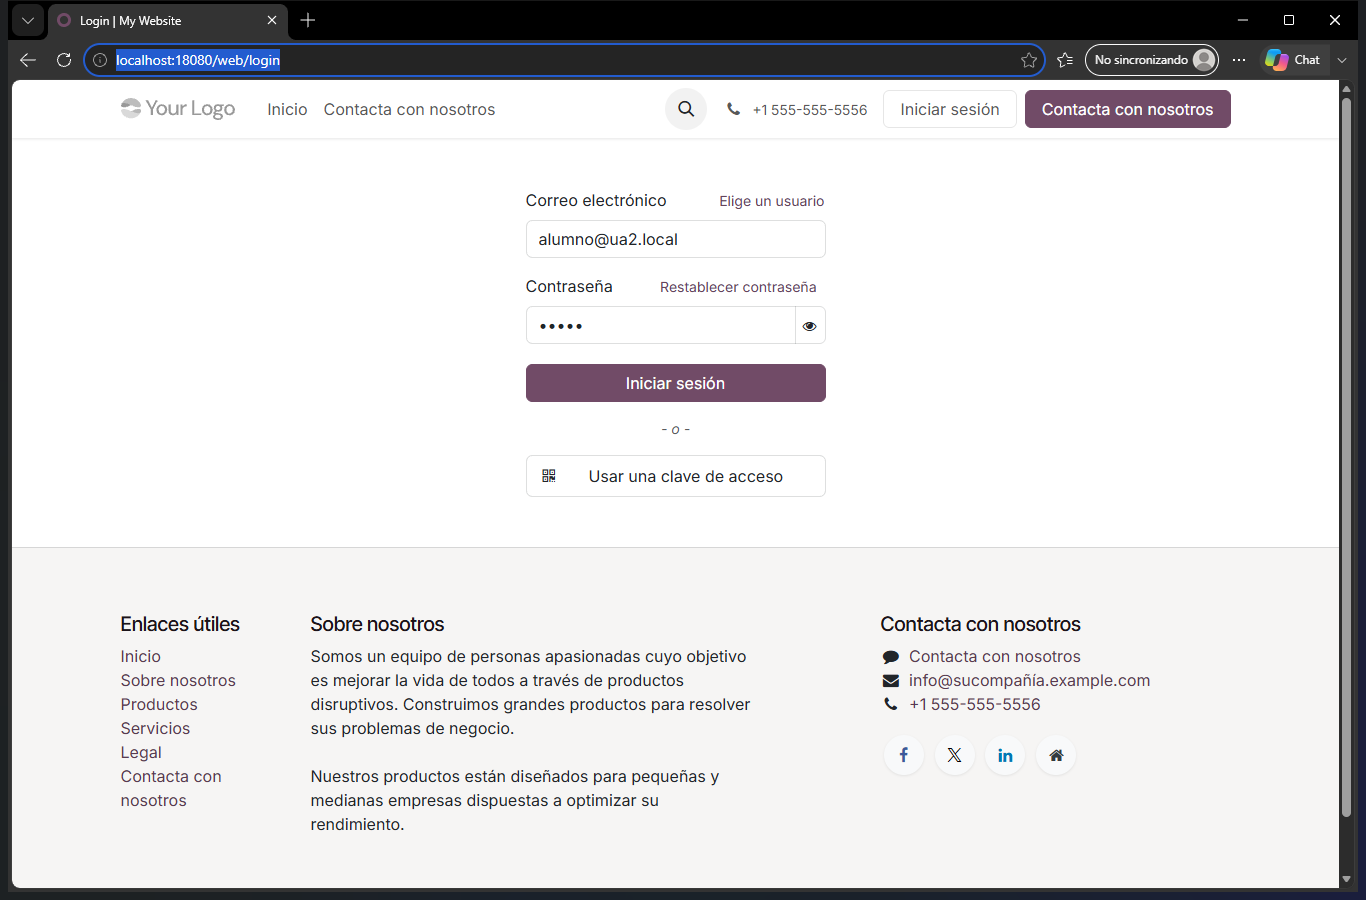 Login | My Website
localhost:18080/web/login
No sincronizando
Chat
Your Logo
Inicio
Contacta con nosotros
+1 555-555-5556
Iniciar sesión
Contacta con nosotros
Correo electrónico
Elige un usuario
alumno@ua2.local
Contraseña
Restablecer contraseña
•••••
Iniciar sesión
- o -
Usar una clave de acceso
Enlaces útiles
Inicio
Sobre nosotros
Productos
Servicios
Legal
Contacta con
nosotros
Sobre nosotros
Somos un equipo de personas apasionadas cuyo objetivo
es mejorar la vida de todos a través de productos
disruptivos. Construimos grandes productos para resolver
sus problemas de negocio.
Nuestros productos están diseñados para pequeñas y
medianas empresas dispuestas a optimizar su
rendimiento.
Contacta con nosotros
Contacta con nosotros
info@sucompañía.example.com
+1 555-555-5556